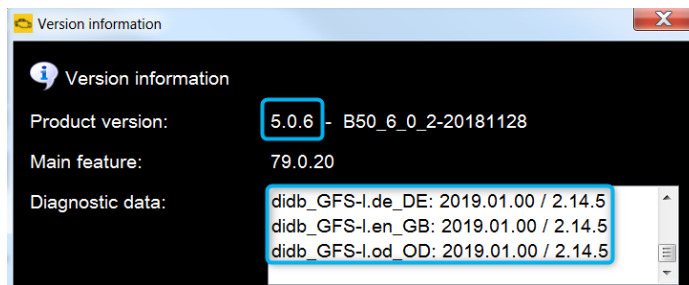 Version information
Version information
Product version: 5.0.6 - B50_6_0_2-20181128
Main feature: 79.0.20
Diagnostic data: didb_GFS-I.de_DE: 2019.01.00 / 2.14.5
didb_GFS-I.en_GB: 2019.01.00 / 2.14.5
didb_GFS-I.od_OD: 2019.01.00 / 2.14.5